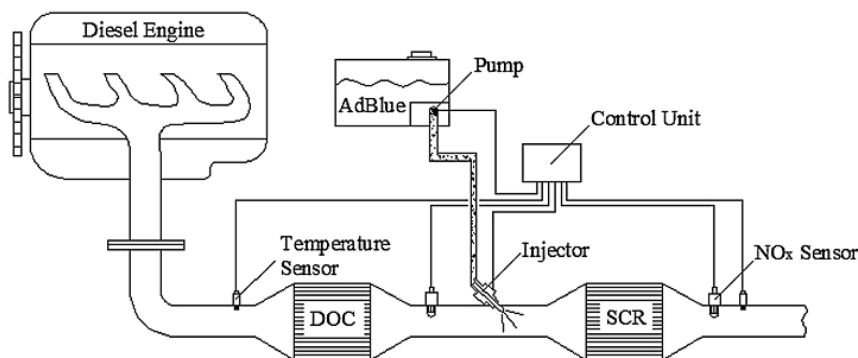 Diesel Engine
Pump
AdBlue
Control Unit
Temperature
Sensor
Injector
NOx Sensor
DOC
SCR